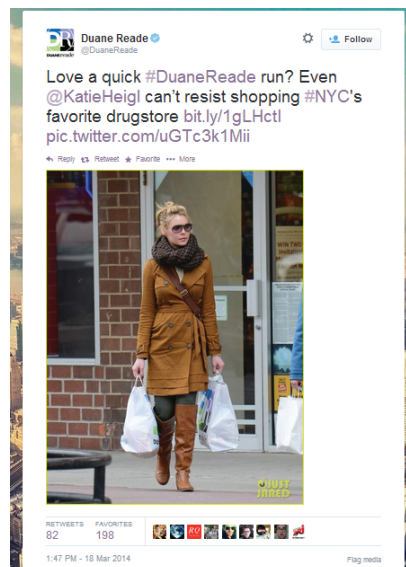 Duane Reade
@DuaneReade
Follow
Love a quick #DuaneReade run? Even
@KatieHeigl can't resist shopping #NYC's
favorite drugstore bit.ly/1gLHctI
pic.twitter.com/uGTc3k1Mii
Reply Retweet Favorite More
JUST
JARED
RETWEETS FAVORITES
82 198
1:47 PM - 18 Mar 2014
Flag media